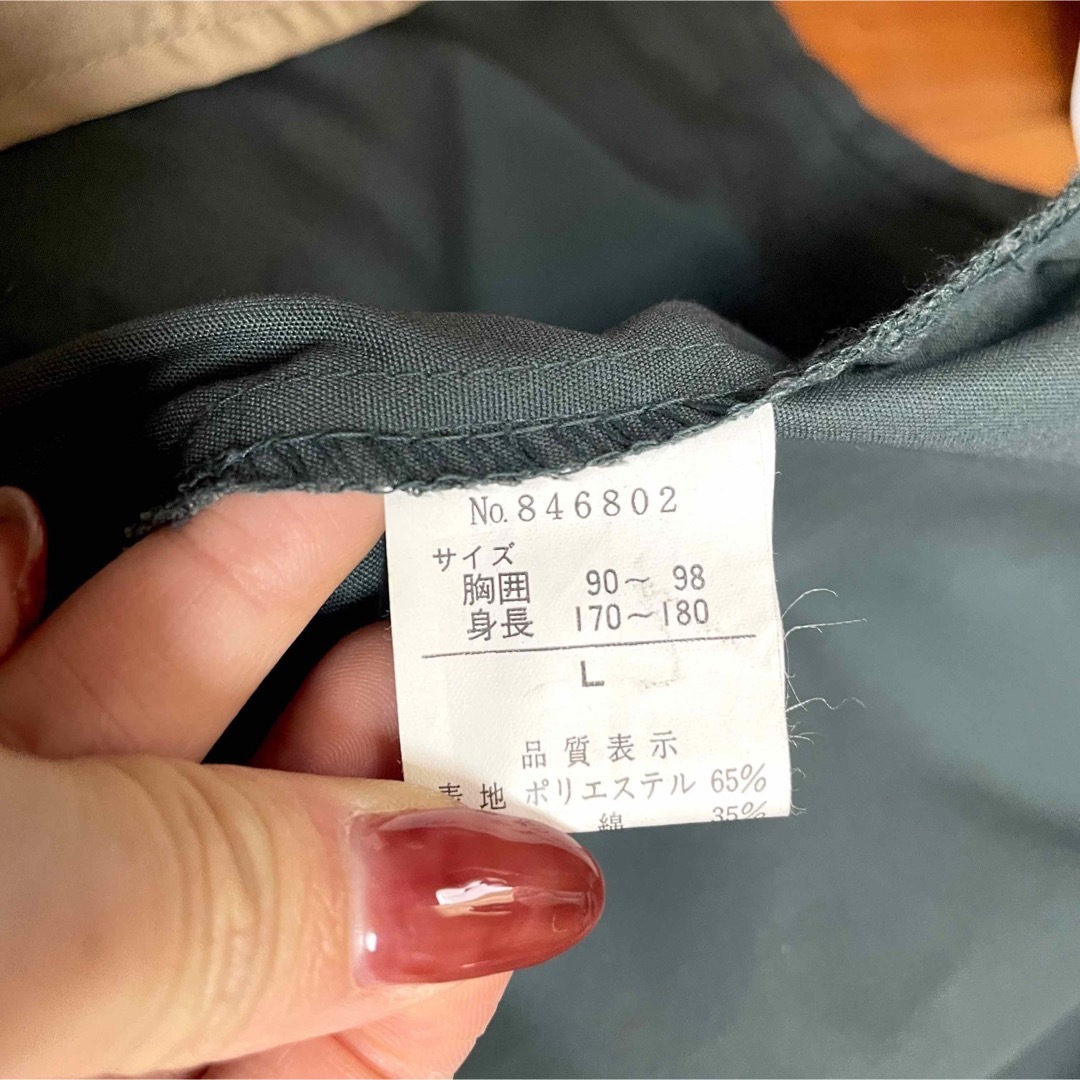 No.846802
サイズ
胸囲 90～ 98
身長 170～180
L
品質表示
表地 ポリエステル 65%
綿 35%